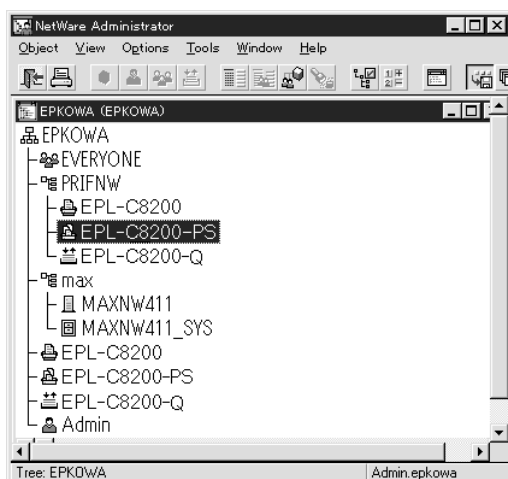 NetWare Administrator
Object View Options Tools Window Help
EPKOWA (EPKOWA)
EPKOWA
EVERYONE
PRIFNW
EPL-C8200
EPL-C8200-PS
EPL-C8200-Q
max
MAXNW411
MAXNW411_SYS
EPL-C8200
EPL-C8200-PS
EPL-C8200-Q
Admin
Tree: EPKOWA Admin.epkowa